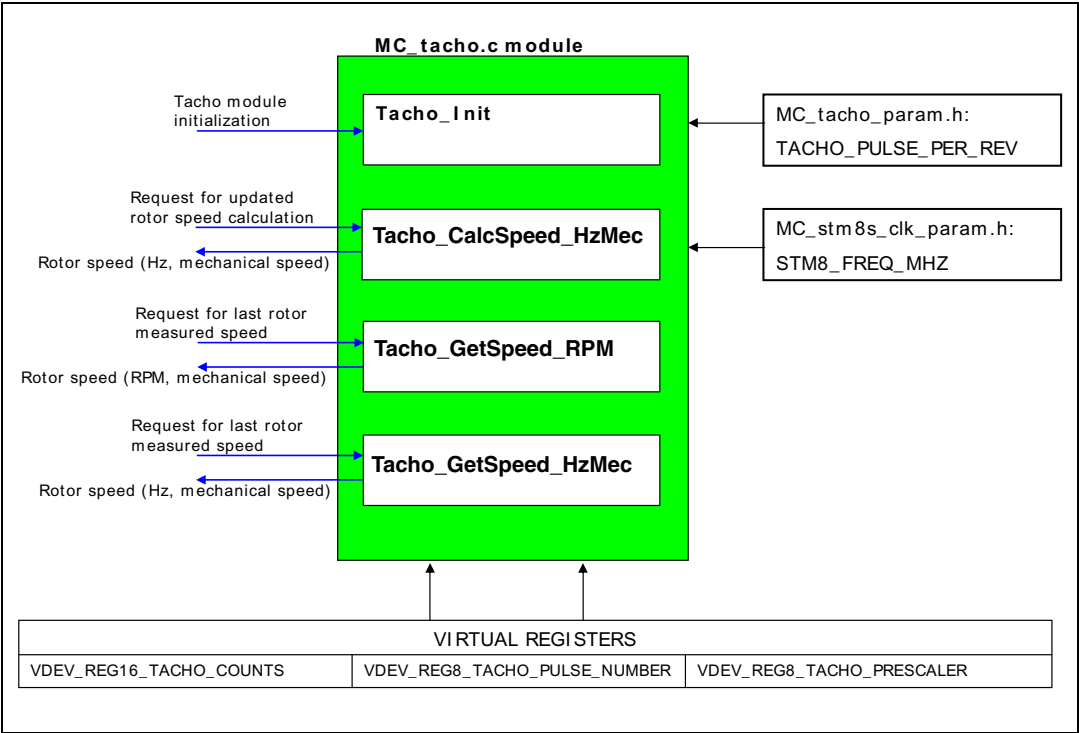 MC_tacho.c module
Tacho module
initialization
Tacho_Init
MC_tacho_param.h:
TACHO_PULSE_PER_REV
Request for updated
rotor speed calculation
Rotor speed (Hz, mechanical speed)
Tacho_CalcSpeed_HzMec
MC_stm8s_clk_param.h:
STM8_FREQ_MHZ
Request for last rotor
measured speed
Rotor speed (RPM, mechanical speed)
Tacho_GetSpeed_RPM
Request for last rotor
measured speed
Rotor speed (Hz, mechanical speed)
Tacho_GetSpeed_HzMec
VIRTUAL REGISTERS
VDEV_REG16_TACHO_COUNTS
VDEV_REG8_TACHO_PULSE_NUMBER
VDEV_REG8_TACHO_PRESCALER